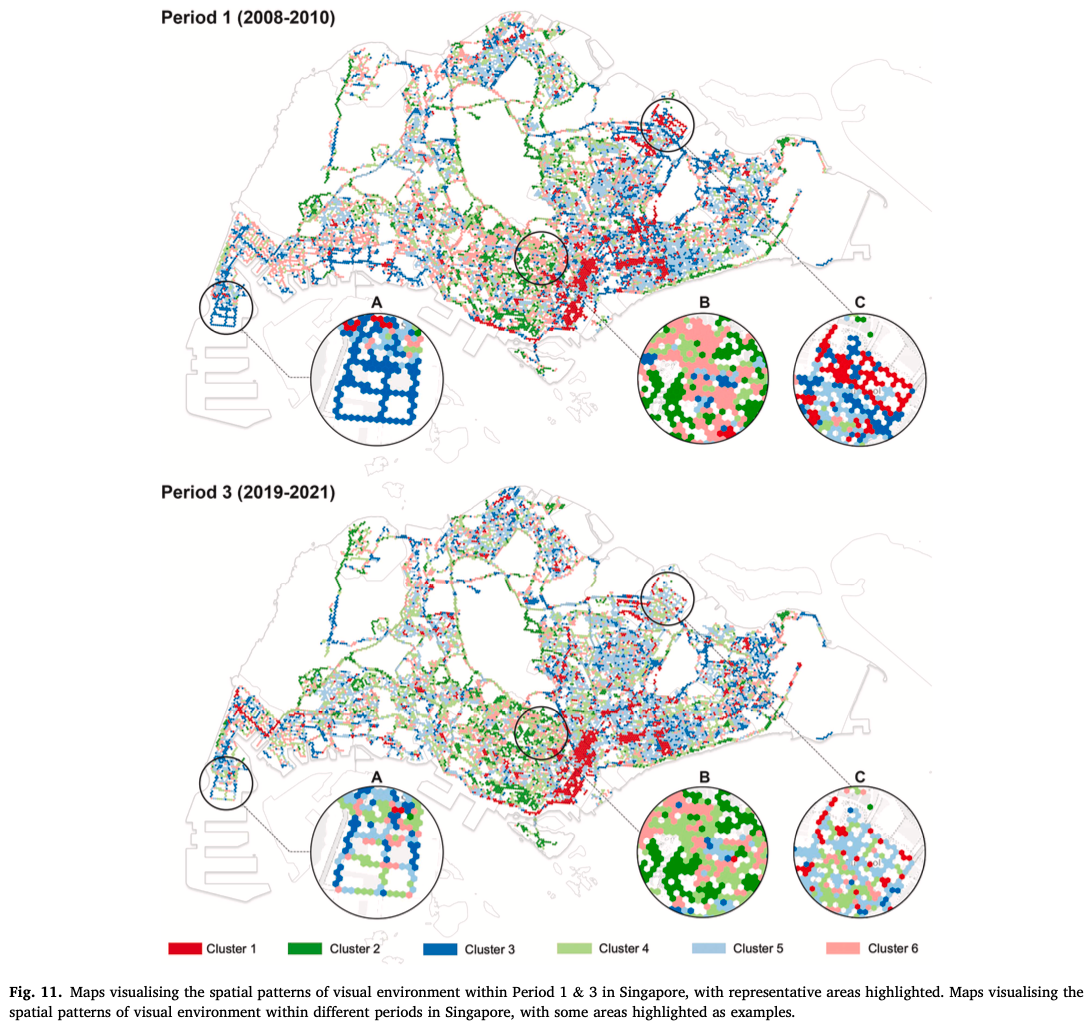 Period 1 (2008-2010)
A
B
C
Period 3 (2019-2021)
A
B
C
Cluster 1
Cluster 2
Cluster 3
Cluster 4
Cluster 5
Cluster 6
Fig. 11. Maps visualising the spatial patterns of visual environment within Period 1 & 3 in Singapore, with representative areas highlighted. Maps visualising the
spatial patterns of visual environment within different periods in Singapore, with some areas highlighted as examples.